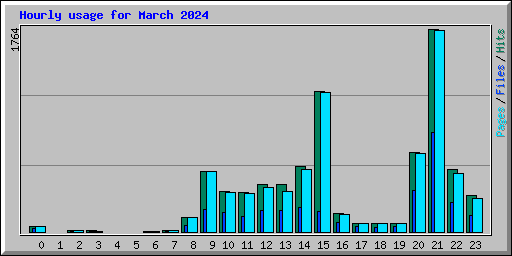 Hourly usage for March 2024
1764
Pages/Files/Hits
0 1 2 3 4 5 6 7 8 9 10 11 12 13 14 15 16 17 18 19 20 21 22 23